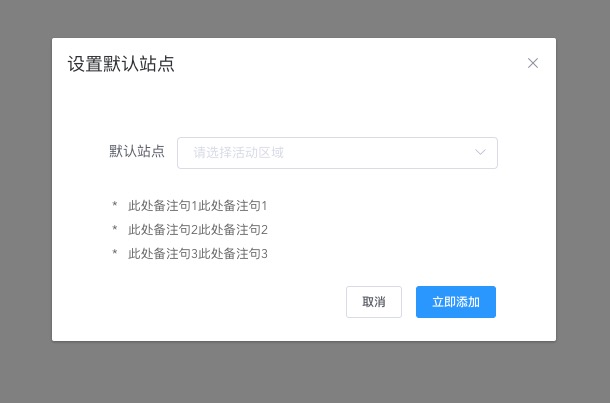 设置默认站点
默认站点 请选择活动区域
* 此处备注句1此处备注句1
* 此处备注句2此处备注句2
* 此处备注句3此处备注句3
取消 立即添加